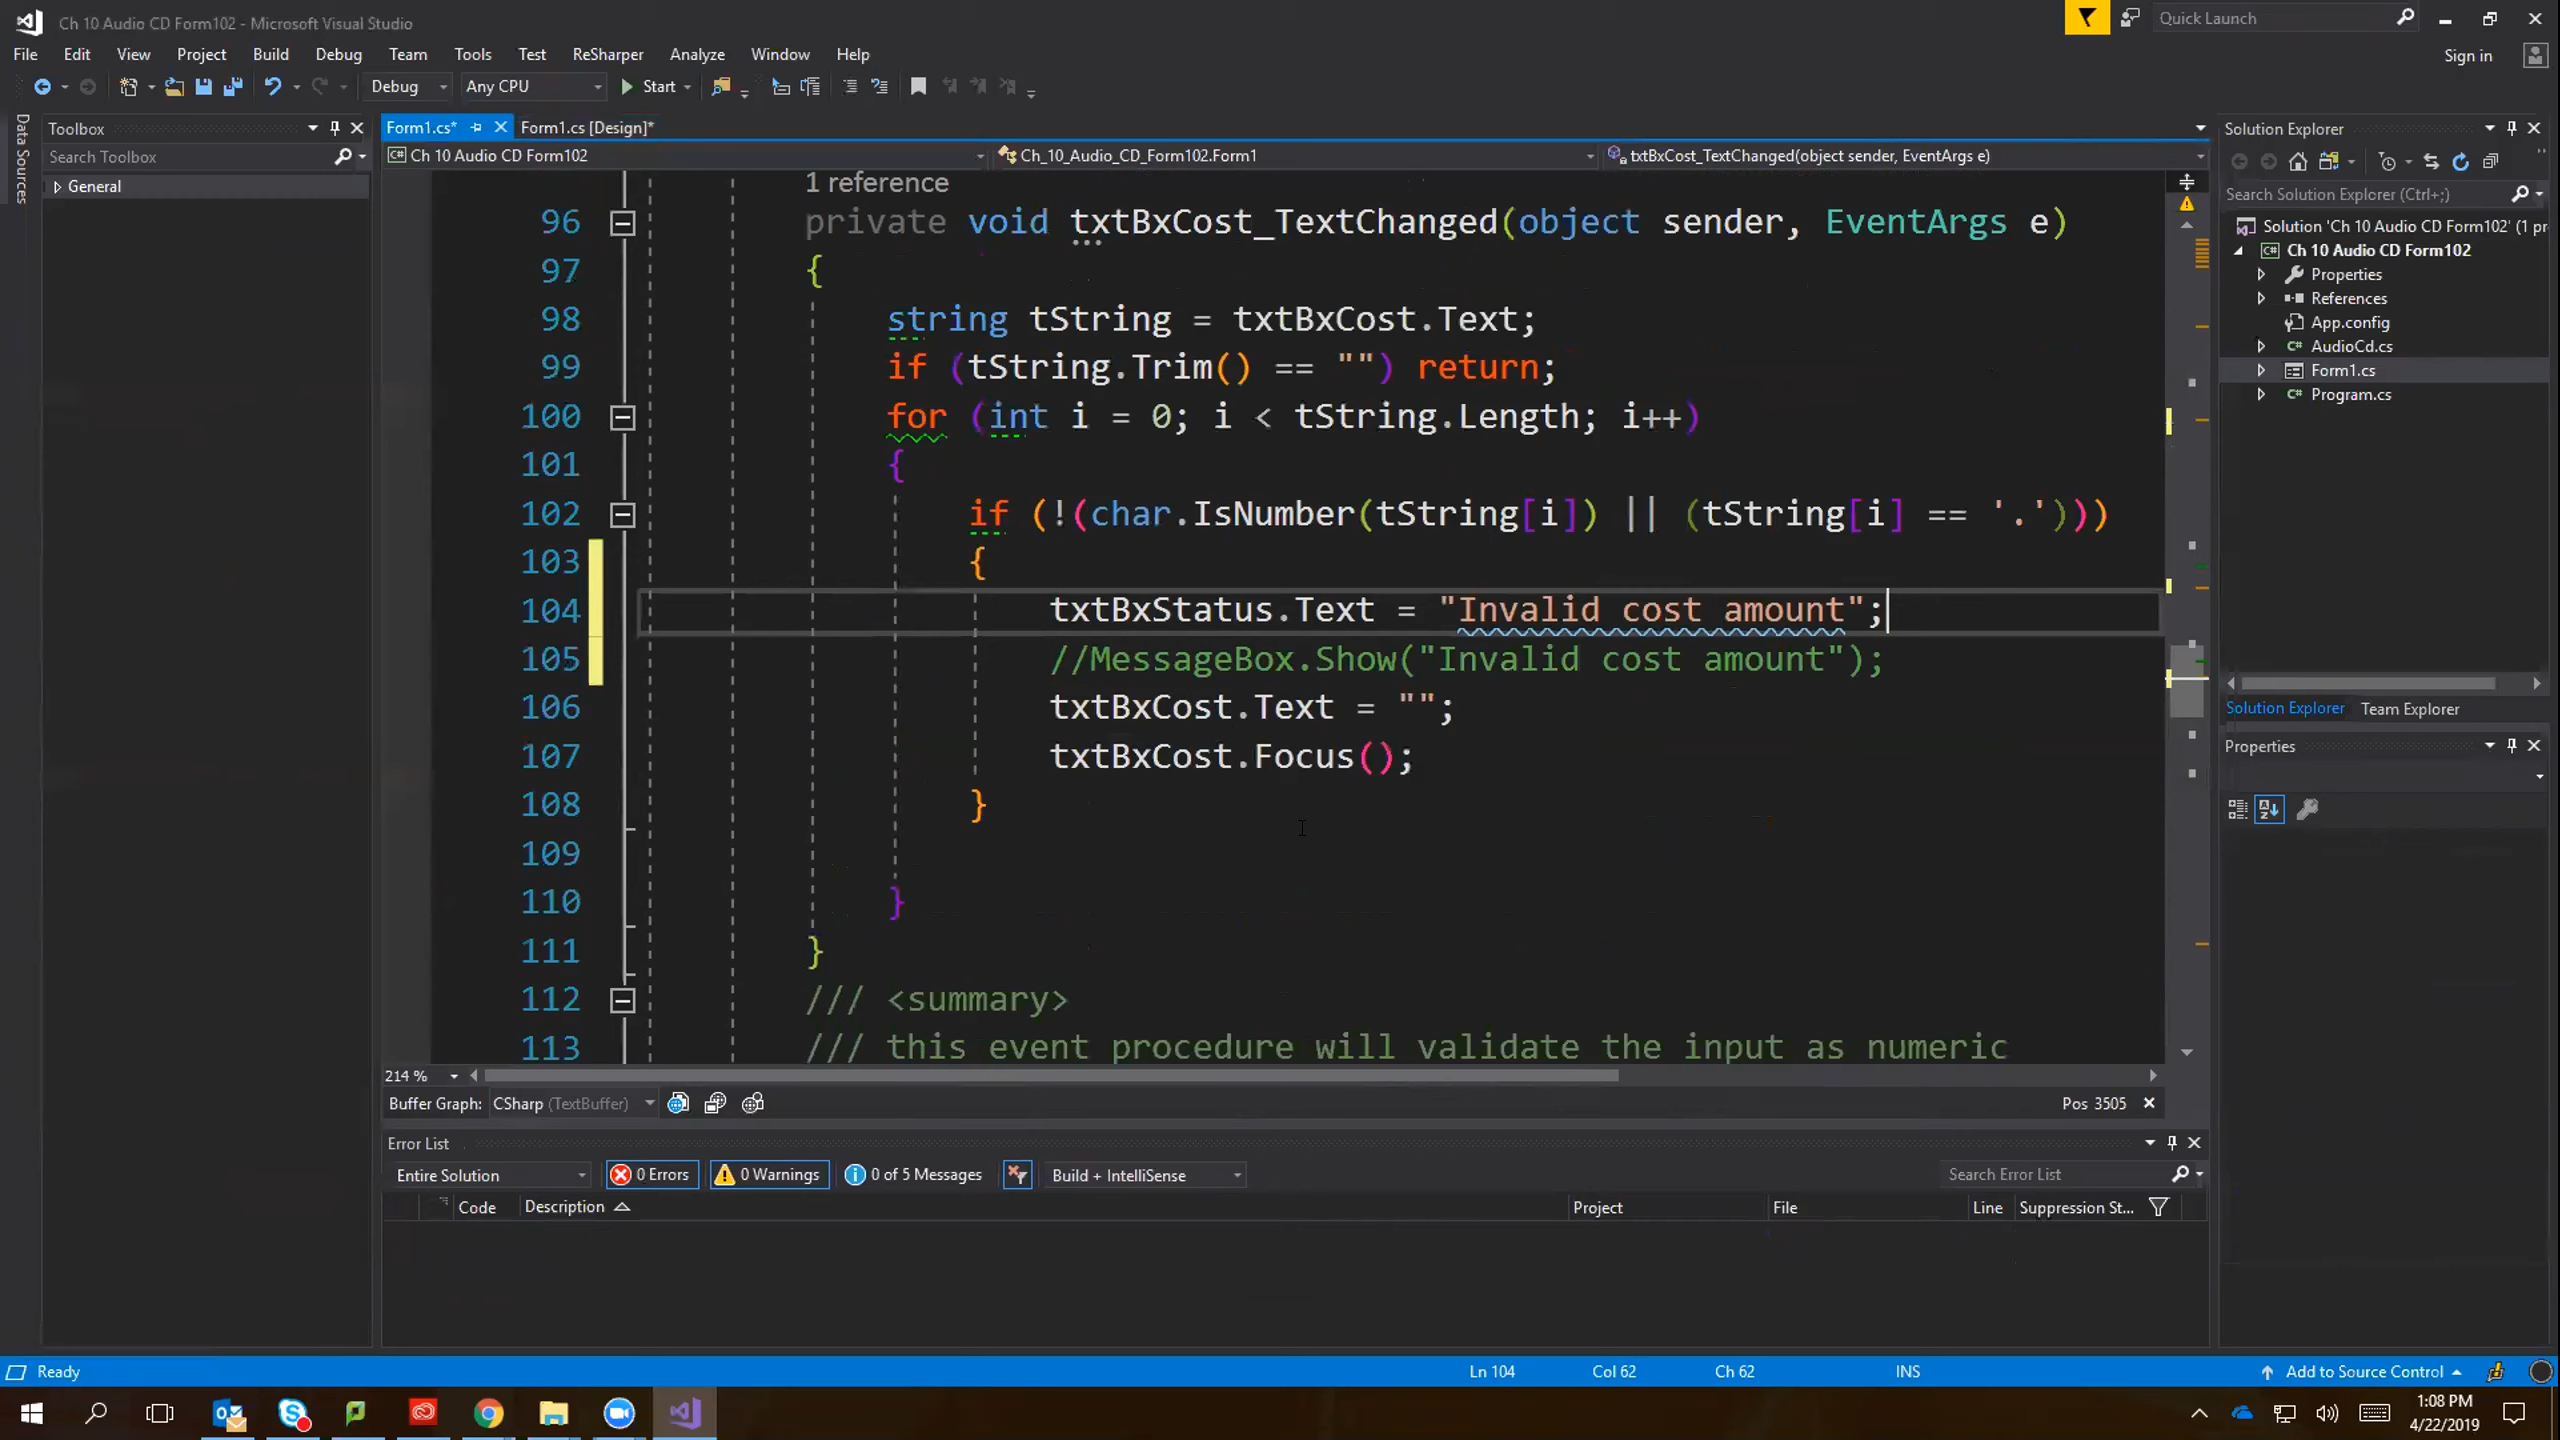 Ch 10 Audio CD Form102 - Microsoft Visual Studio
Quick Launch
File Edit View Project Build Debug Team Tools Test ReSharper Analyze Window Help
Sign in
Debug Any CPU Start
Data Sources
Toolbox
Search Toolbox
General
Form1.cs* Form1.cs [Design]*
Ch 10 Audio CD Form102 Ch_10_Audio_CD_Form102.Form1 txtBxCost_TextChanged(object sender, EventArgs e)
1 reference
96 private void txtBxCost_TextChanged(object sender, EventArgs e)
97 {
98 string tString = txtBxCost.Text;
99 if (tString.Trim() == "") return;
100 for (int i = 0; i < tString.Length; i++)
101 {
102 if (!(char.IsNumber(tString[i]) || (tString[i] == '.')))
103 {
104 txtBxStatus.Text = "Invalid cost amount";
105 //MessageBox.Show("Invalid cost amount");
106 txtBxCost.Text = "";
107 txtBxCost.Focus();
108 }
109
110 }
111 }
112 /// <summary>
113 /// this event procedure will validate the input as numeric
214 %
Buffer Graph: CSharp (TextBuffer) Pos 3505
Error List
Entire Solution 0 Errors 0 Warnings 0 of 5 Messages Build + IntelliSense Search Error List
Code Description Project File Line Suppression St...
Solution Explorer
Search Solution Explorer (Ctrl+;)
Solution 'Ch 10 Audio CD Form102' (1 pr
Ch 10 Audio CD Form102
Properties
References
App.config
AudioCd.cs
Form1.cs
Program.cs
Solution Explorer Team Explorer
Properties
Ready Ln 104 Col 62 Ch 62 INS Add to Source Control
1:08 PM
4/22/2019